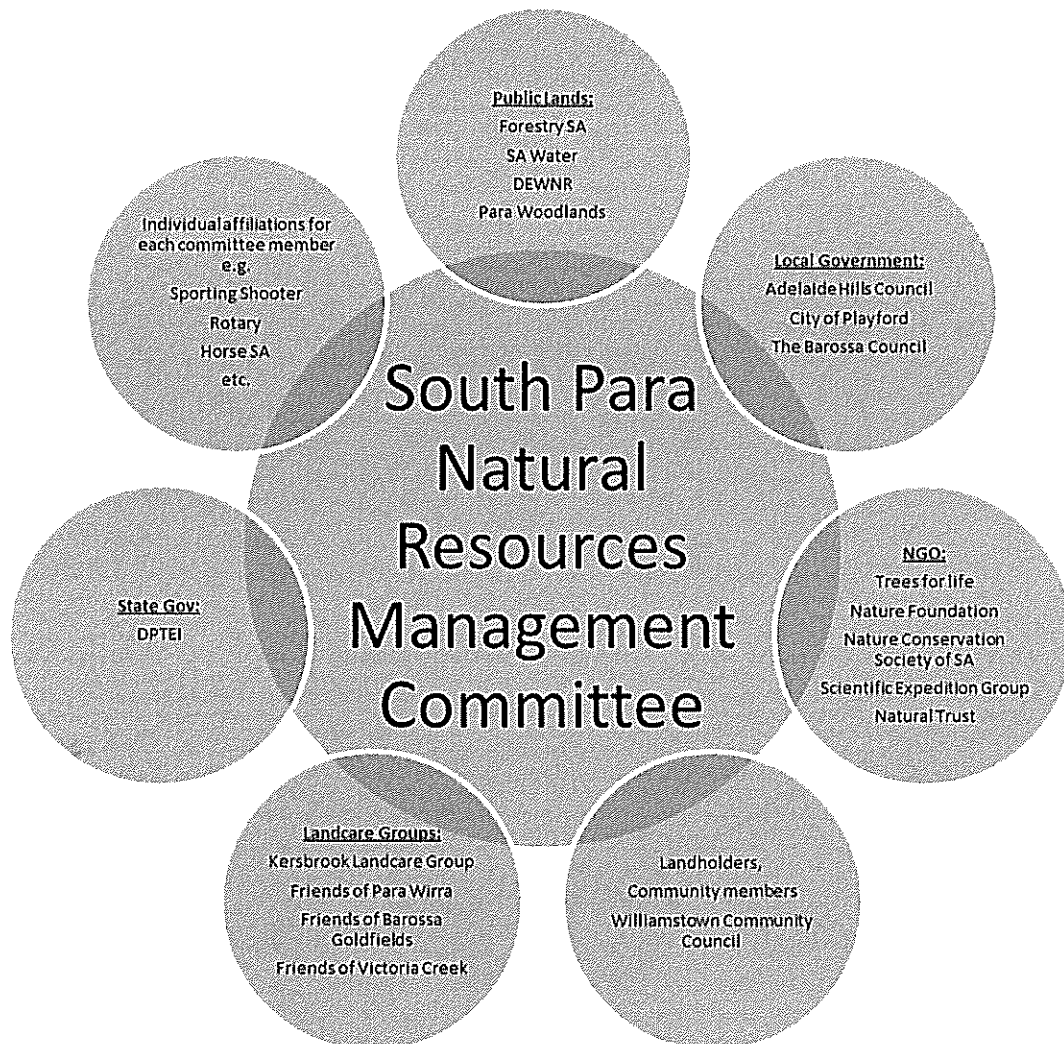 Public Lands:
Forestry SA
SA Water
DEWNR
Para Woodlands
Local Government:
Adelaide Hills Council
City of Playford
The Barossa Council
NGO:
Trees for life
Nature Foundation
Nature Conservation
Society of SA
Scientific Expedition Group
Natural Trust
Landholders,
Community members
Williamstown Community
Council
Landcare Groups:
Kersbrook Landcare Group
Friends of Para Wirra
Friends of Barossa
Goldfields
Friends of Victoria Creek
State Gov:
DPTEI
Individual affiliations for
each committee member
e.g.
Sporting Shooter
Rotary
Horse SA
etc.
South Para
Natural
Resources
Management
Committee